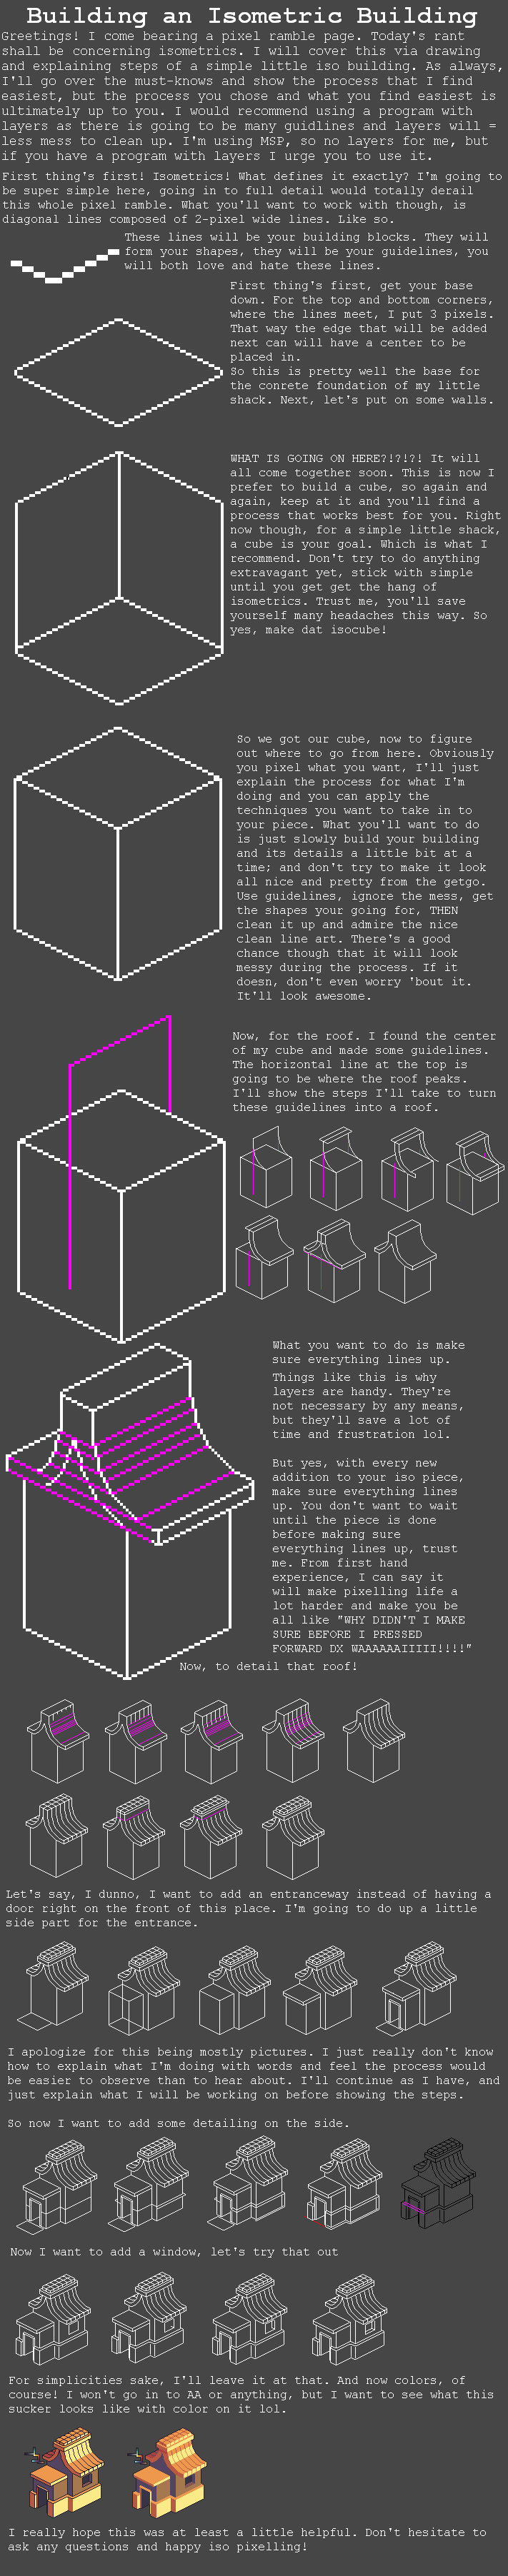 Building an Isometric Building
Greetings! I come bearing a pixel ramble page. Today's rant
shall be concerning isometrics. I will cover this via drawing
and explaining steps of a simple little iso building. As always,
I'll go over the must-knows and show the process that I find
easiest, but the process you chose and what you find easiest is
ultimately up to you. I would recommend using a program with
layers as there is going to be many guidlines and layers will =
less mess to clean up. I'm using MSP, so no layers for me, but
if you have a program with layers I urge you to use it.
First thing's first! Isometrics! What defines it exactly? I'm going to
be super simple here, going in to full detail would totally derail
this whole pixel ramble. What you'll want to work with though, is
diagonal lines composed of 2-pixel wide lines. Like so.
These lines will be your building blocks. They will
form your shapes, they will be your guidelines, you
will both love and hate these lines.
First thing's first, get your base
down. For the top and bottom corners,
where the lines meet, I put 3 pixels.
That way the edge that will be added
next can will have a center to be
placed in.
So this is pretty well the base for
the conrete foundation of my little
shack. Next, let's put on some walls.
WHAT IS GOING ON HERE?!?!?! It will
all come together soon. This is now I
prefer to build a cube, so again and
again, keep at it and you'll find a
process that works best for you. Right
now though, for a simple little shack,
a cube is your goal. Which is what I
recommend. Don't try to do anything
extravagant yet, stick with simple
until you get get the hang of
isometrics. Trust me, you'll save
yourself many headaches this way. So
yes, make dat isocube!
So we got our cube, now to figure
out where to go from here. Obviously
you pixel what you want, I'll just
explain the process for what I'm
doing and you can apply the
techniques you want to take in to
your piece. What you'll want to do
is just slowly build your building
and its details a little bit at a
time; and don't try to make it look
all nice and pretty from the getgo.
Use guidelines, ignore the mess, get
the shapes your going for, THEN
clean it up and admire the nice
clean line art. There's a good
chance though that it will look
messy during the process. If it
doesn, don't even worry 'bout it.
It'll look awesome.
Now, for the roof. I found the center
of my cube and made some guidelines.
The horizontal line at the top is
going to be where the roof peaks.
I'll show the steps I'll take to turn
these guidelines into a roof.
What you want to do is make
sure everything lines up.
Things like this is why
layers are handy. They're
not necessary by any means,
but they'll save a lot of
time and frustration lol.
But yes, with every new
addition to your iso piece,
make sure everything lines
up. You don't want to wait
until the piece is done
before making sure
everything lines up, trust
me. From first hand
experience, I can say it
will make pixelling life a
lot harder and make you be
all like "WHY DIDN'T I MAKE
SURE BEFORE I PRESSED
FORWARD DX WAAAAAAIIIII!!!!"
Now, to detail that roof!
Let's say, I dunno, I want to add an entranceway instead of having a
door right on the front of this place. I'm going to do up a little
side part for the entrance.
I apologize for this being mostly pictures. I just really don't know
how to explain what I'm doing with words and feel the process would
be easier to observe than to hear about. I'll continue as I have, and
just explain what I will be working on before showing the steps.
So now I want to add some detailing on the side.
Now I want to add a window, let's try that out
For simplicities sake, I'll leave it at that. And now colors, of
course! I won't go in to AA or anything, but I want to see what this
sucker looks like with color on it lol.
I really hope this was at least a little helpful. Don't hesitate to
ask any questions and happy iso pixelling!